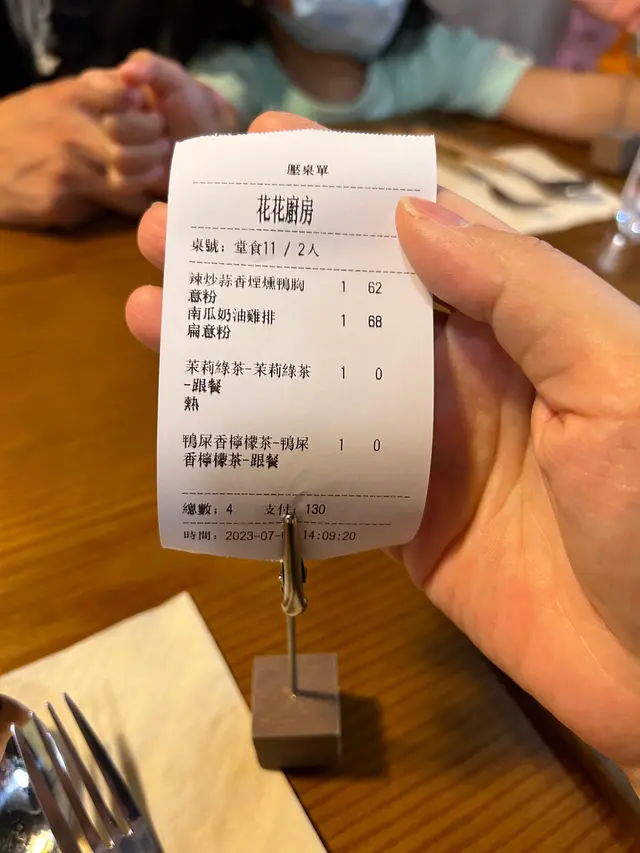 壓桌單
花花廚房
桌號：堂食11 / 2人
辣炒蒜香煙燻鴨胸 1 62
意粉
南瓜奶油雞排 1 68
扁意粉
茉莉綠茶-茉莉綠茶 1 0
-跟餐
熱
鴨屎香檸檬茶-鴨屎 1 0
香檸檬茶-跟餐
總數：4 支付：130
時間：2023-07- 14:09:20